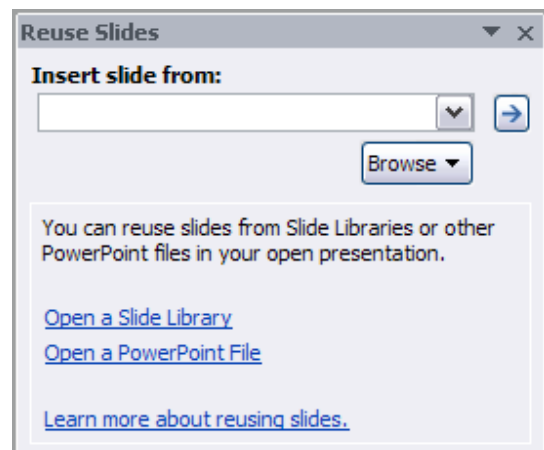 Reuse Slides
Insert slide from:
Browse
You can reuse slides from Slide Libraries or other
PowerPoint files in your open presentation.
Open a Slide Library
Open a PowerPoint File
Learn more about reusing slides.